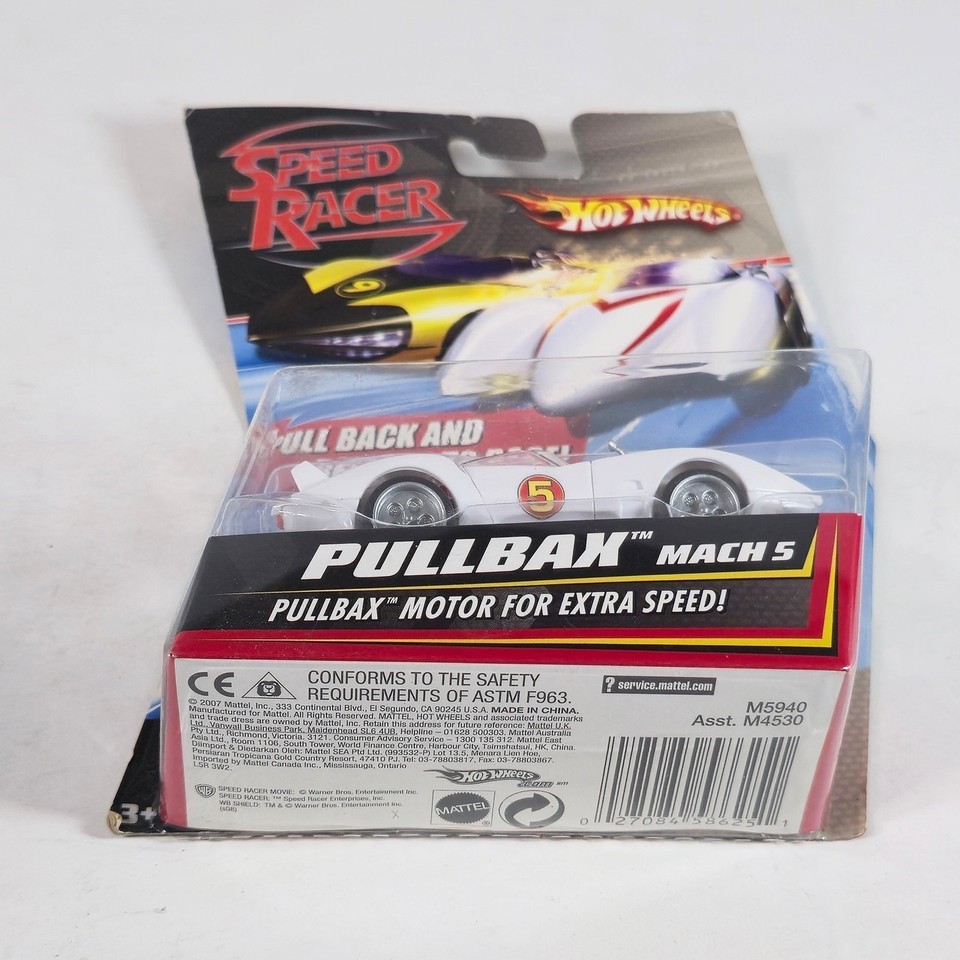 SPEED
RACER
HOT WHEELS
9
PULL BACK AND
5
PULLBAX™ MACH 5
PULLBAX™ MOTOR FOR EXTRA SPEED!
CE
CONFORMS TO THE SAFETY
REQUIREMENTS OF ASTM F963.
© 2007 Mattel, Inc., 333 Continental Blvd., El Segundo, CA 90245 U.S.A. MADE IN CHINA.
Manufactured for Mattel. All Rights Reserved. MATTEL, HOT WHEELS and associated trademarks
and trade dress are owned by Mattel, Inc. Retain this address for future reference: Mattel U.K.
Ltd., Vanwall Business Park, Maidenhead SL6 4UB. Helpline – 01628 500303. Mattel Australia
Pty Ltd., Richmond, Victoria. 3121. Consumer Advisory Service – 1300 135 312. Mattel East
Asia Ltd., Room 1106, South Tower, World Finance Centre, Harbour City, Tsimshatsui, HK, China.
Diimport & Diedarkan Oleh: Mattel SEA Ptd Ltd. (993532-P) Lot 13.5, Menara Lien Hoe,
Persiaran Tropicana Golf Country Resort, 47410 PJ. Tel: 03-78803817, Fax: 03-78803867.
Imported by Mattel Canada Inc., Mississauga, Ontario
L5R 3W2.
HOT WHEELS
.com
WB
SPEED RACER MOVIE: © Warner Bros. Entertainment Inc.
SPEED RACER: ™ Speed Racer Enterprises, Inc.
WB SHIELD: TM & © Warner Bros. Entertainment Inc.
(s08)
X
MATTEL
? service.mattel.com
M5940
Asst. M4530
0 27084 58625 1
3+